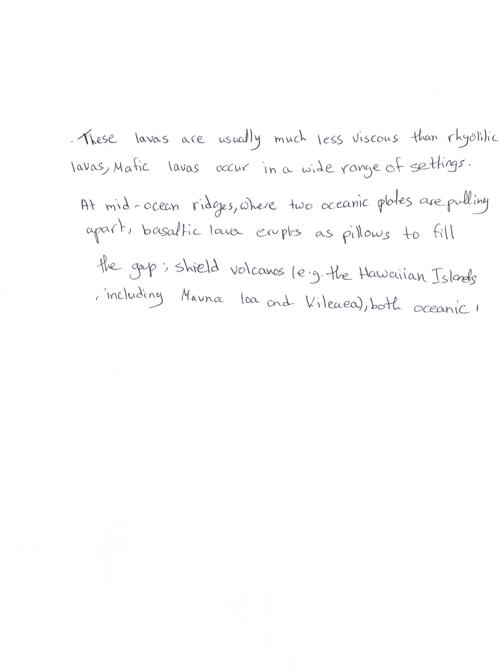 . These lavas are usually much less viscous than rhyolitic
lavas, Mafic lavas occur in a wide range of settings.
At mid-ocean ridges, where two oceanic plates are pulling
apart, basaltic lava erupts as pillows to fill
the gap; shield volcanos (e.g. the Hawaiian Islands
, including Mauna loa and Kileuea), both oceanic ,